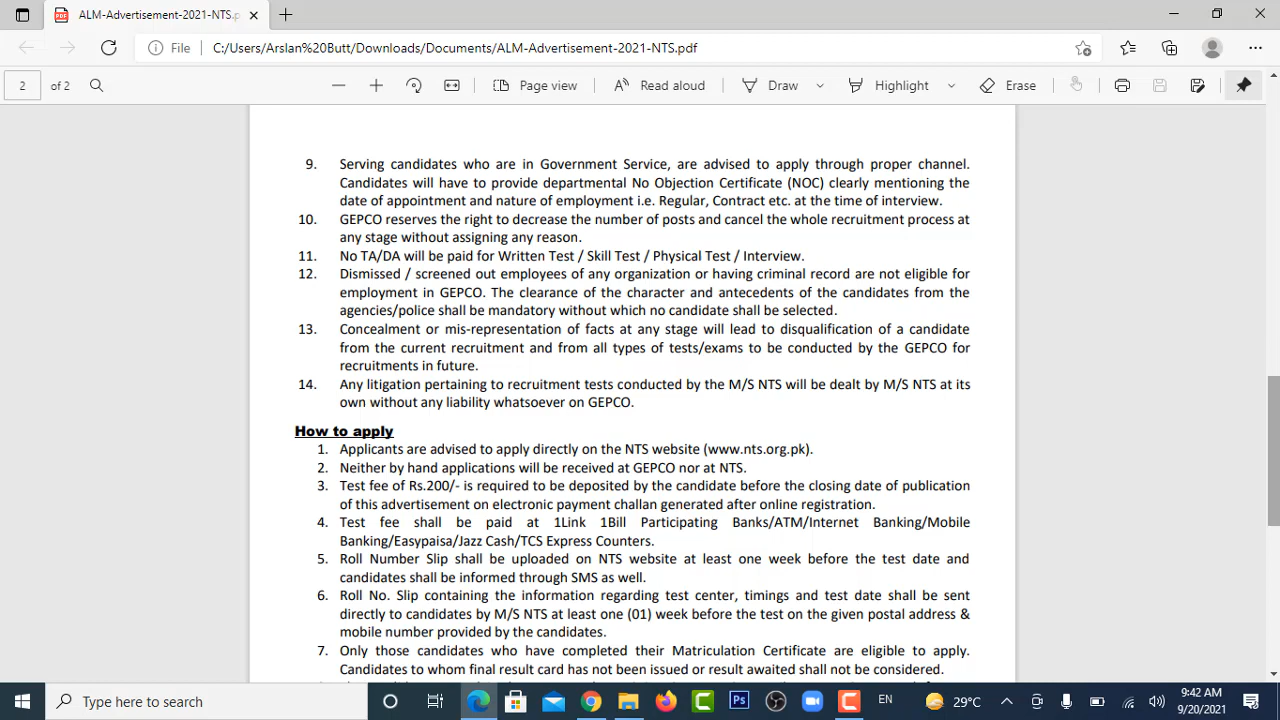 ALM-Advertisement-2021-NTS.p
File C:/Users/Arslan%20Butt/Downloads/Documents/ALM-Advertisement-2021-NTS.pdf
2 of 2 Page view Read aloud Draw Highlight Erase
9. Serving candidates who are in Government Service, are advised to apply through proper channel.
Candidates will have to provide departmental No Objection Certificate (NOC) clearly mentioning the
date of appointment and nature of employment i.e. Regular, Contract etc. at the time of interview.
10. GEPCO reserves the right to decrease the number of posts and cancel the whole recruitment process at
any stage without assigning any reason.
11. No TA/DA will be paid for Written Test / Skill Test / Physical Test / Interview.
12. Dismissed / screened out employees of any organization or having criminal record are not eligible for
employment in GEPCO. The clearance of the character and antecedents of the candidates from the
agencies/police shall be mandatory without which no candidate shall be selected.
13. Concealment or mis-representation of facts at any stage will lead to disqualification of a candidate
from the current recruitment and from all types of tests/exams to be conducted by the GEPCO for
recruitments in future.
14. Any litigation pertaining to recruitment tests conducted by the M/S NTS will be dealt by M/S NTS at its
own without any liability whatsoever on GEPCO.
How to apply
1. Applicants are advised to apply directly on the NTS website (www.nts.org.pk).
2. Neither by hand applications will be received at GEPCO nor at NTS.
3. Test fee of Rs.200/- is required to be deposited by the candidate before the closing date of publication
of this advertisement on electronic payment challan generated after online registration.
4. Test fee shall be paid at 1Link 1Bill Participating Banks/ATM/Internet Banking/Mobile
Banking/Easypaisa/Jazz Cash/TCS Express Counters.
5. Roll Number Slip shall be uploaded on NTS website at least one week before the test date and
candidates shall be informed through SMS as well.
6. Roll No. Slip containing the information regarding test center, timings and test date shall be sent
directly to candidates by M/S NTS at least one (01) week before the test on the given postal address &
mobile number provided by the candidates.
7. Only those candidates who have completed their Matriculation Certificate are eligible to apply.
Candidates to whom final result card has not been issued or result awaited shall not be considered.
Type here to search
Ps
29°C
EN
9:42 AM
9/20/2021